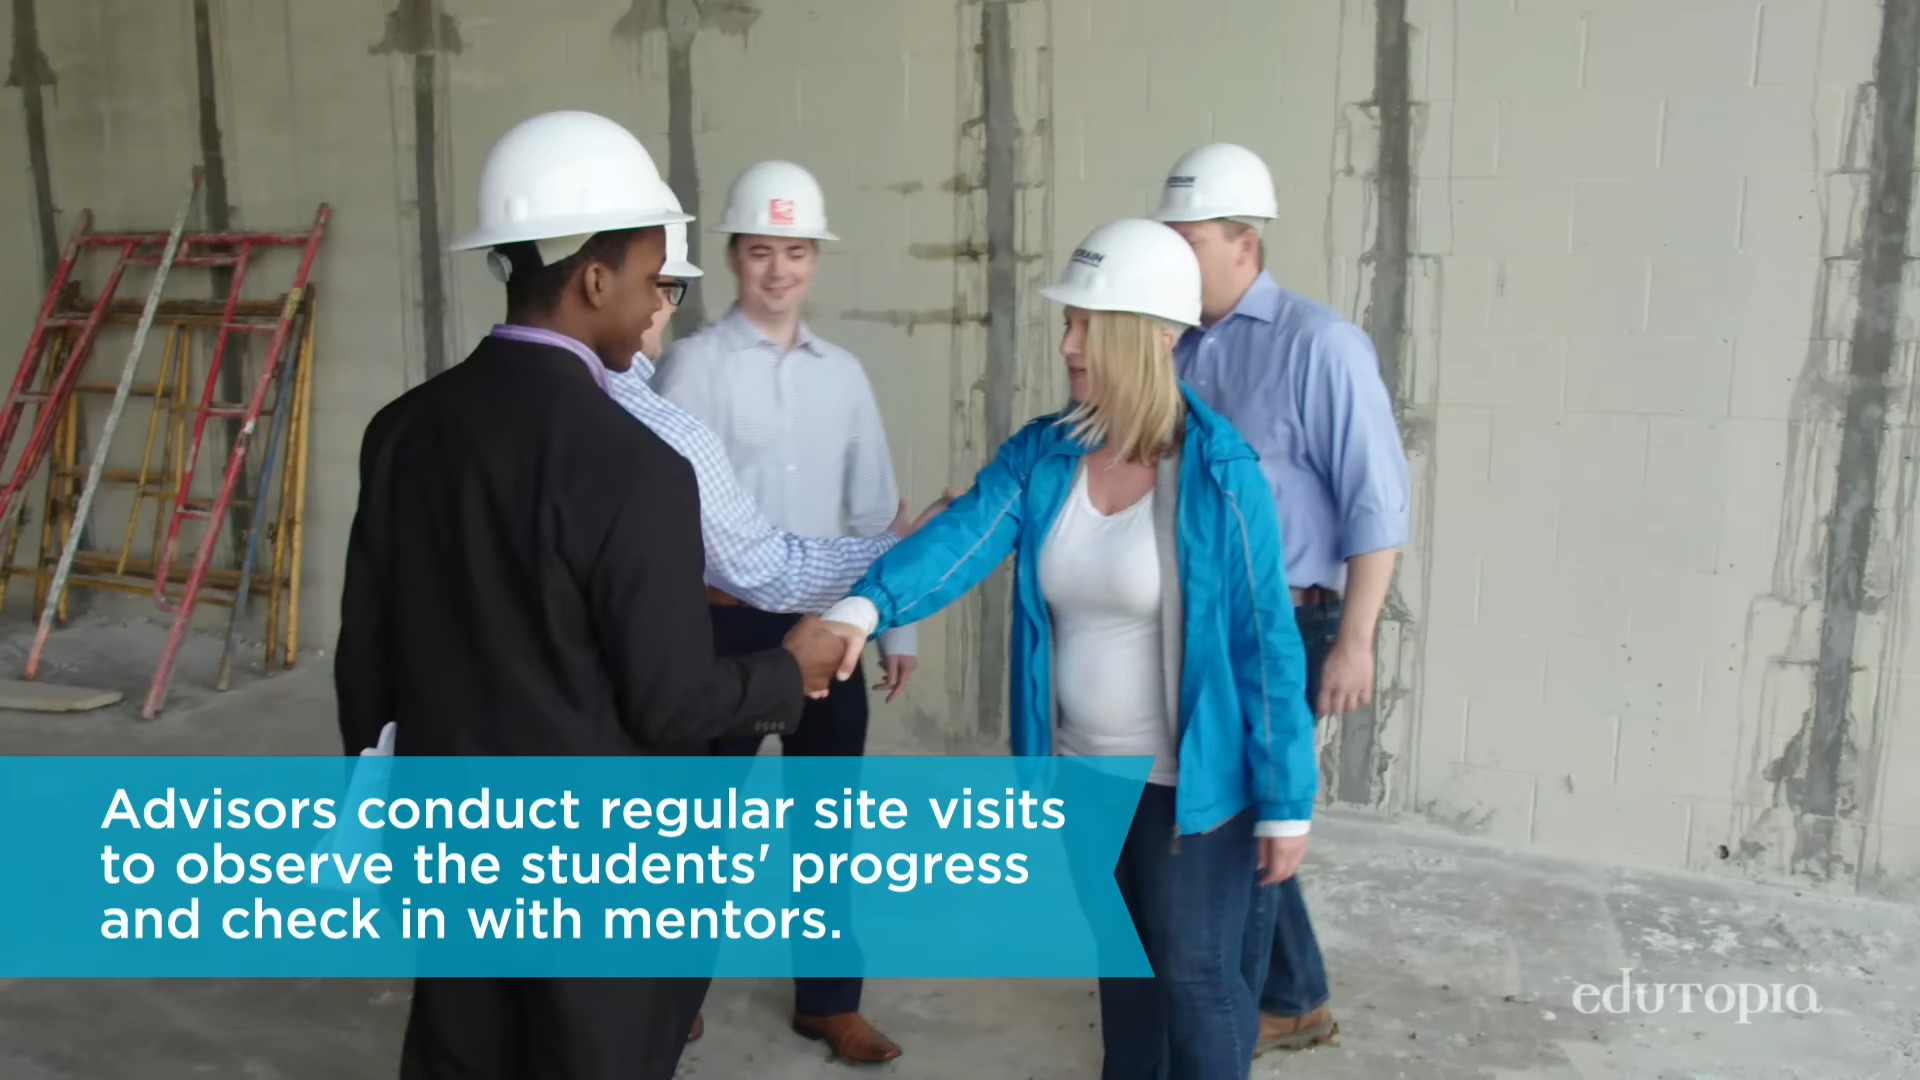 Advisors conduct regular site visits
to observe the students' progress
and check in with mentors.
edutopia